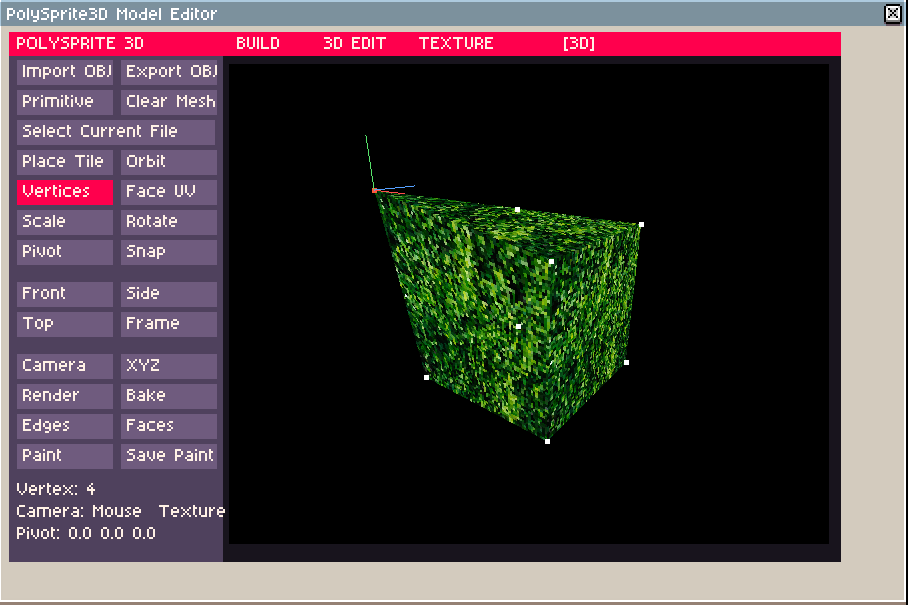 PolySprite3D Model Editor
POLYSPRITE 3D BUILD 3D EDIT TEXTURE [3D]
Import OBJ Export OBJ
Primitive Clear Mesh
Select Current File
Place Tile Orbit
Vertices Face UV
Scale Rotate
Pivot Snap
Front Side
Top Frame
Camera XYZ
Render Bake
Edges Faces
Paint Save Paint
Vertex: 4
Camera: Mouse Texture
Pivot: 0.0 0.0 0.0